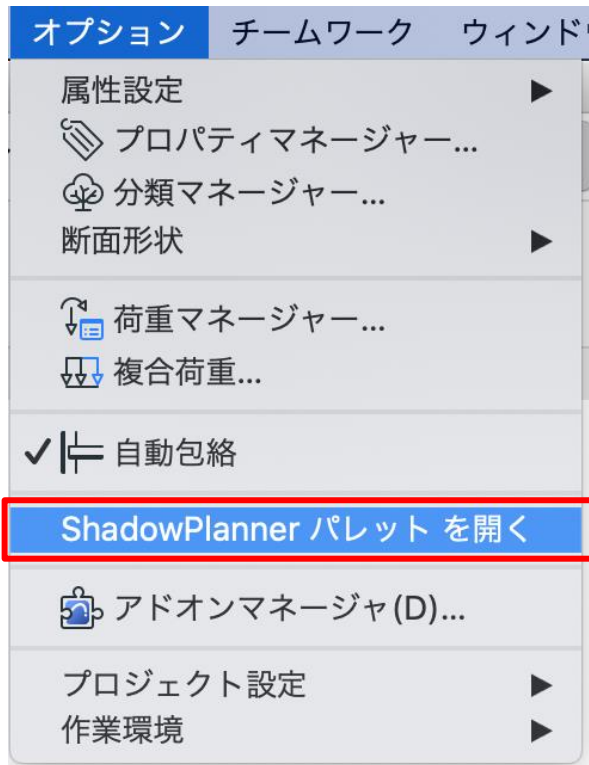 オプション チームワーク ウィンド
属性設定
プロパティマネージャー...
分類マネージャー...
断面形状
荷重マネージャー...
複合荷重...
自動包絡
ShadowPlanner パレット を開く
アドオンマネージャ(D)...
プロジェクト設定
作業環境